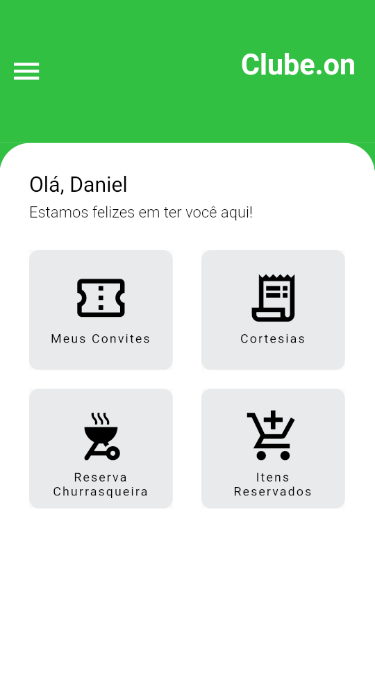 Clube.on
Olá, Daniel
Estamos felizes em ter você aqui!
Meus Convites
Cortesias
Reserva
Churrasqueira
Itens
Reservados